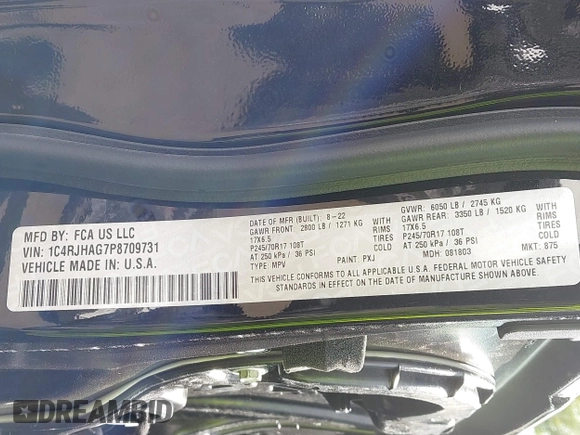 MFD BY: FCA US LLC
VIN: 1C4RJHAG7P8709731
VEHICLE MADE IN: U.S.A.
DATE OF MFR (BUILT): 8-22
GAWR FRONT 2800 LB / 1271 KG
17X6.5 RIMS
P245/70R17 108T TIRES
AT 250 kPa / 36 PSI COLD
TYPE: MPV PAINT: PXJ
GVWR: 6050 LB / 2745 KG
GAWR REAR: 3350 LB / 1520 KG
17X6.5 RIMS
P245/70R17 108T TIRES
AT 250 kPa / 36 PSI COLD
MDH: 081803 MKT: 875
THIS VEHICLE CONFORMS TO ALL APPLICABLE U.S.A. FEDERAL MOTOR VEHICLE SAFETY
STANDARDS IN EFFECT ON THE DATE OF MANUFACTURE SHOWN ABOVE.
DREAMBID